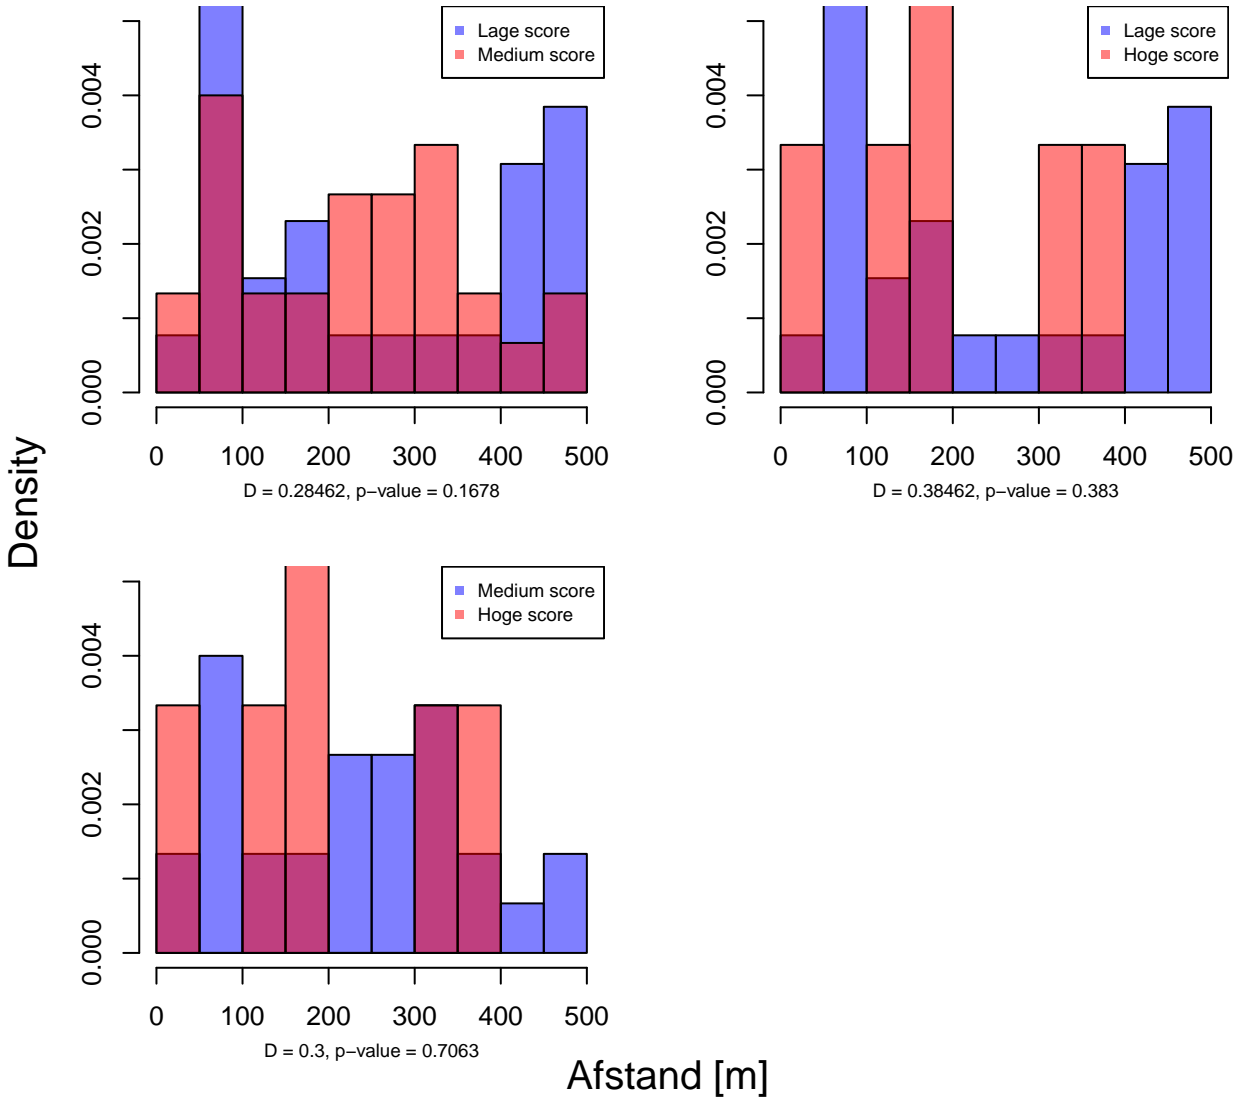 Lage score
Medium score
0.000
0.002
0.004
0 100 200 300 400 500
D = 0.28462, p−value = 0.1678
Lage score
Hoge score
0.000
0.002
0.004
0 100 200 300 400 500
D = 0.38462, p−value = 0.383
Density
Medium score
Hoge score
0.000
0.002
0.004
0 100 200 300 400 500
D = 0.3, p−value = 0.7063
Afstand [m]